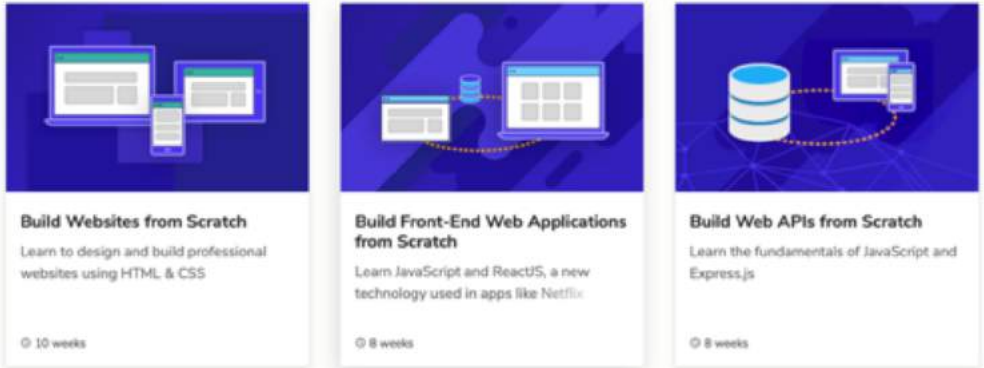 Build Websites from Scratch
Learn to design and build professional
websites using HTML & CSS
10 weeks
Build Front-End Web Applications
from Scratch
Learn JavaScript and ReactJS, a new
technology used in apps like Netflix
8 weeks
Build Web APIs from Scratch
Learn the fundamentals of JavaScript and
Express.js
8 weeks